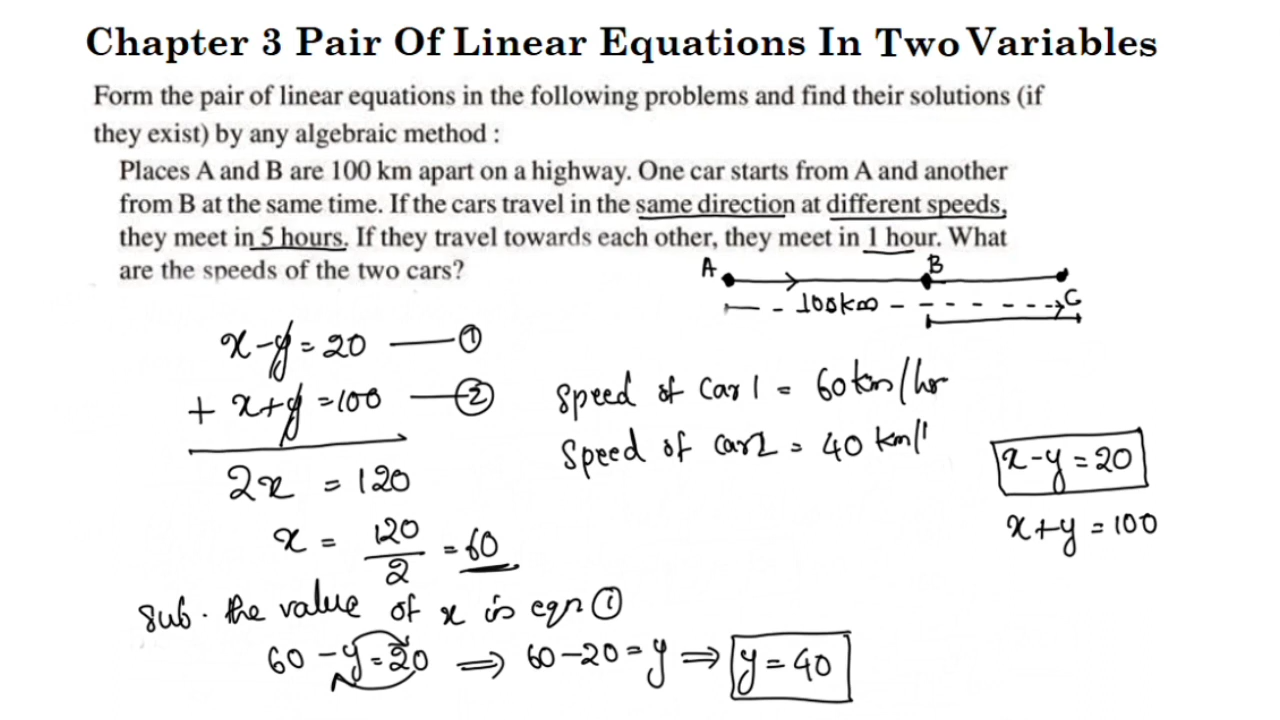 Chapter 3 Pair Of Linear Equations In Two Variables
Form the pair of linear equations in the following problems and find their solutions (if
they exist) by any algebraic method :
Places A and B are 100 km apart on a highway. One car starts from A and another
from B at the same time. If the cars travel in the same direction at different speeds,
they meet in 5 hours. If they travel towards each other, they meet in 1 hour. What
are the speeds of the two cars?
A B
100km C
x-y=20 ①
+ x+y=100 ②
2x = 120
x = 120/2 = 60
Sub. the value of x in eqn ①
60-y=20 ⇒ 60-20=y ⇒ y=40
Speed of Car 1 = 60 km/hr
Speed of Car2 = 40 km/
x-y=20
x+y=100